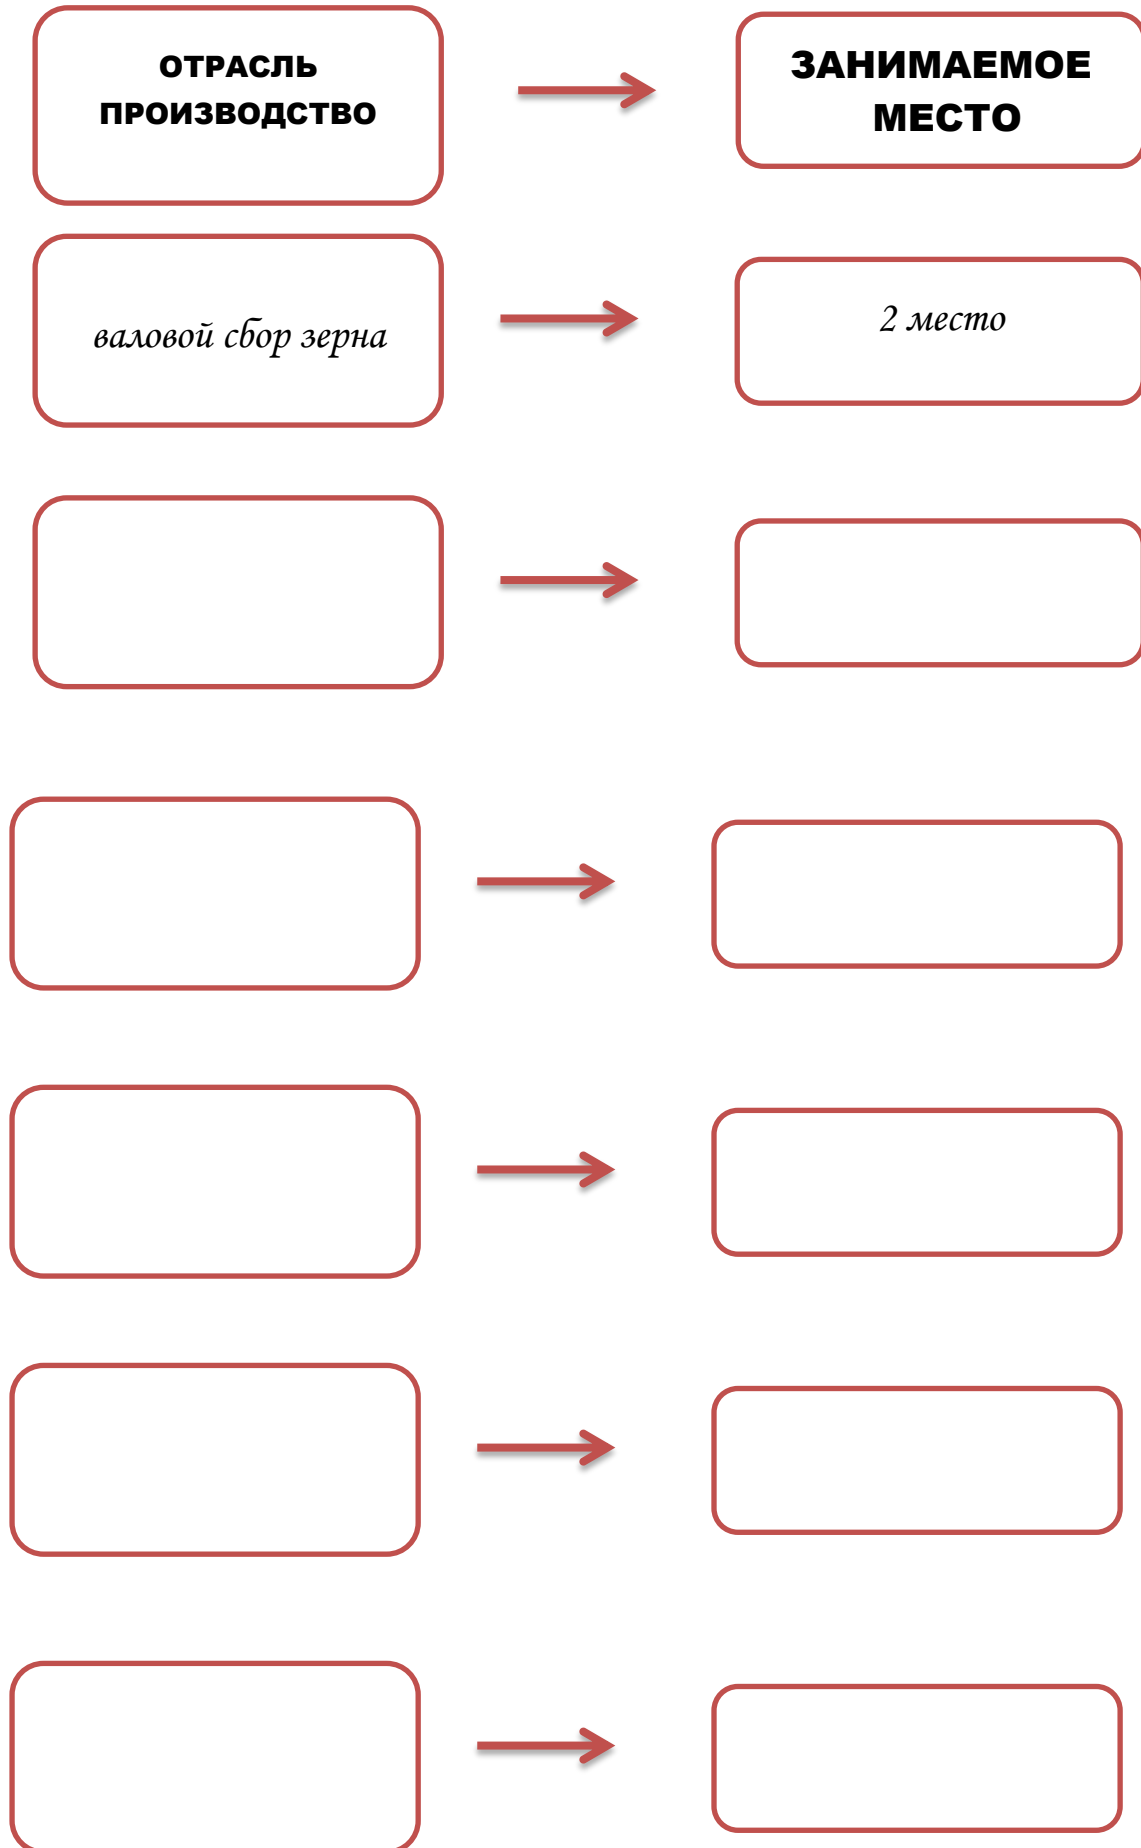 ОТРАСЛЬ
ПРОИЗВОДСТВО
ЗАНИМАЕМОЕ
МЕСТО
валовой сбор зерна
2 место